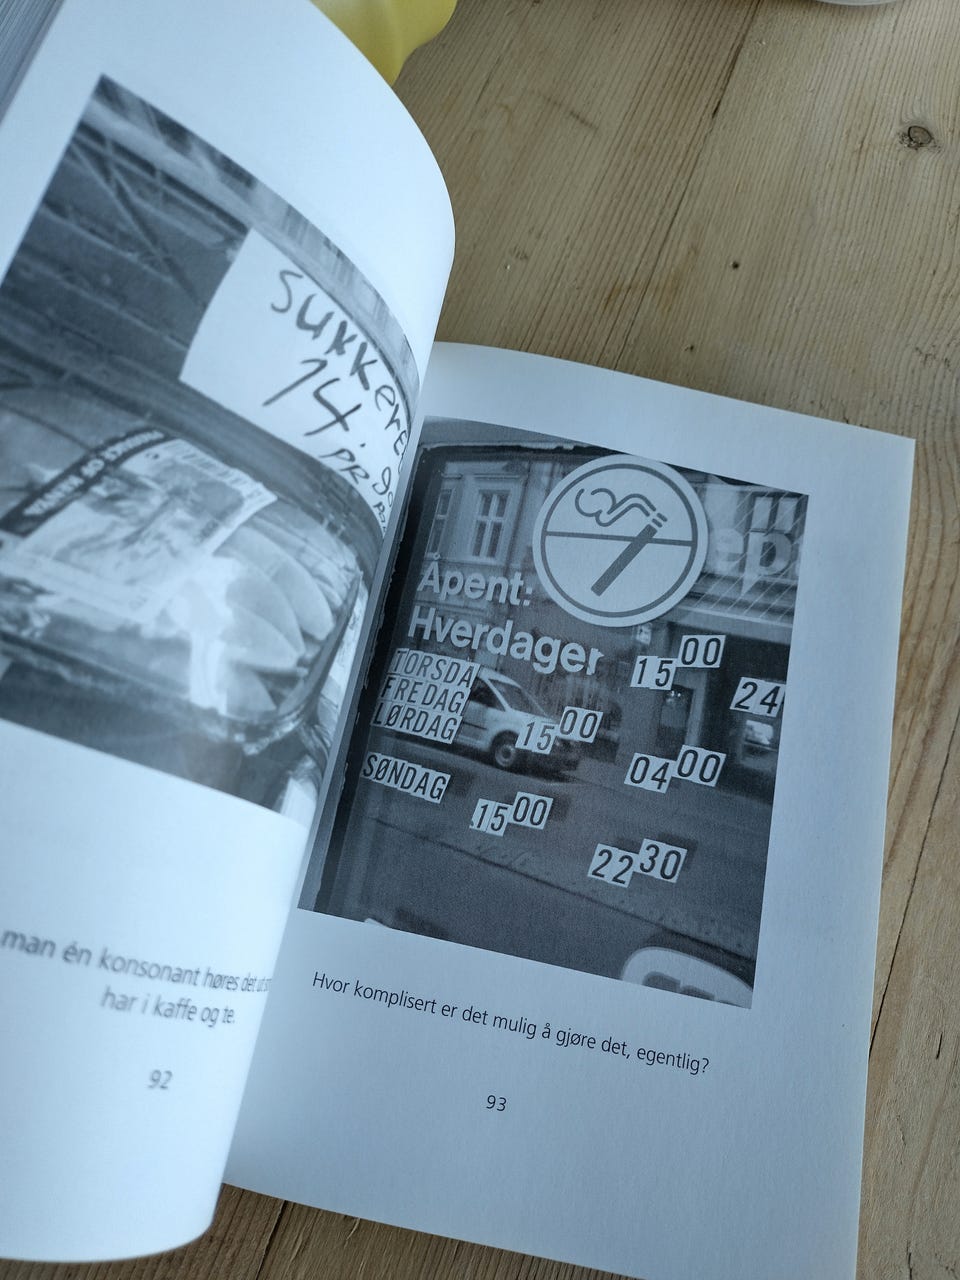 SUKKERE
14.
PR
man én konsonant høres det ut
har i kaffe og te.
92
Åpent:
Hverdager
15 00
24
TORSDA
FREDAG
LØRDAG
15 00
04 00
SØNDAG
15 00
22 30
Hvor komplisert er det mulig å gjøre det, egentlig?
93